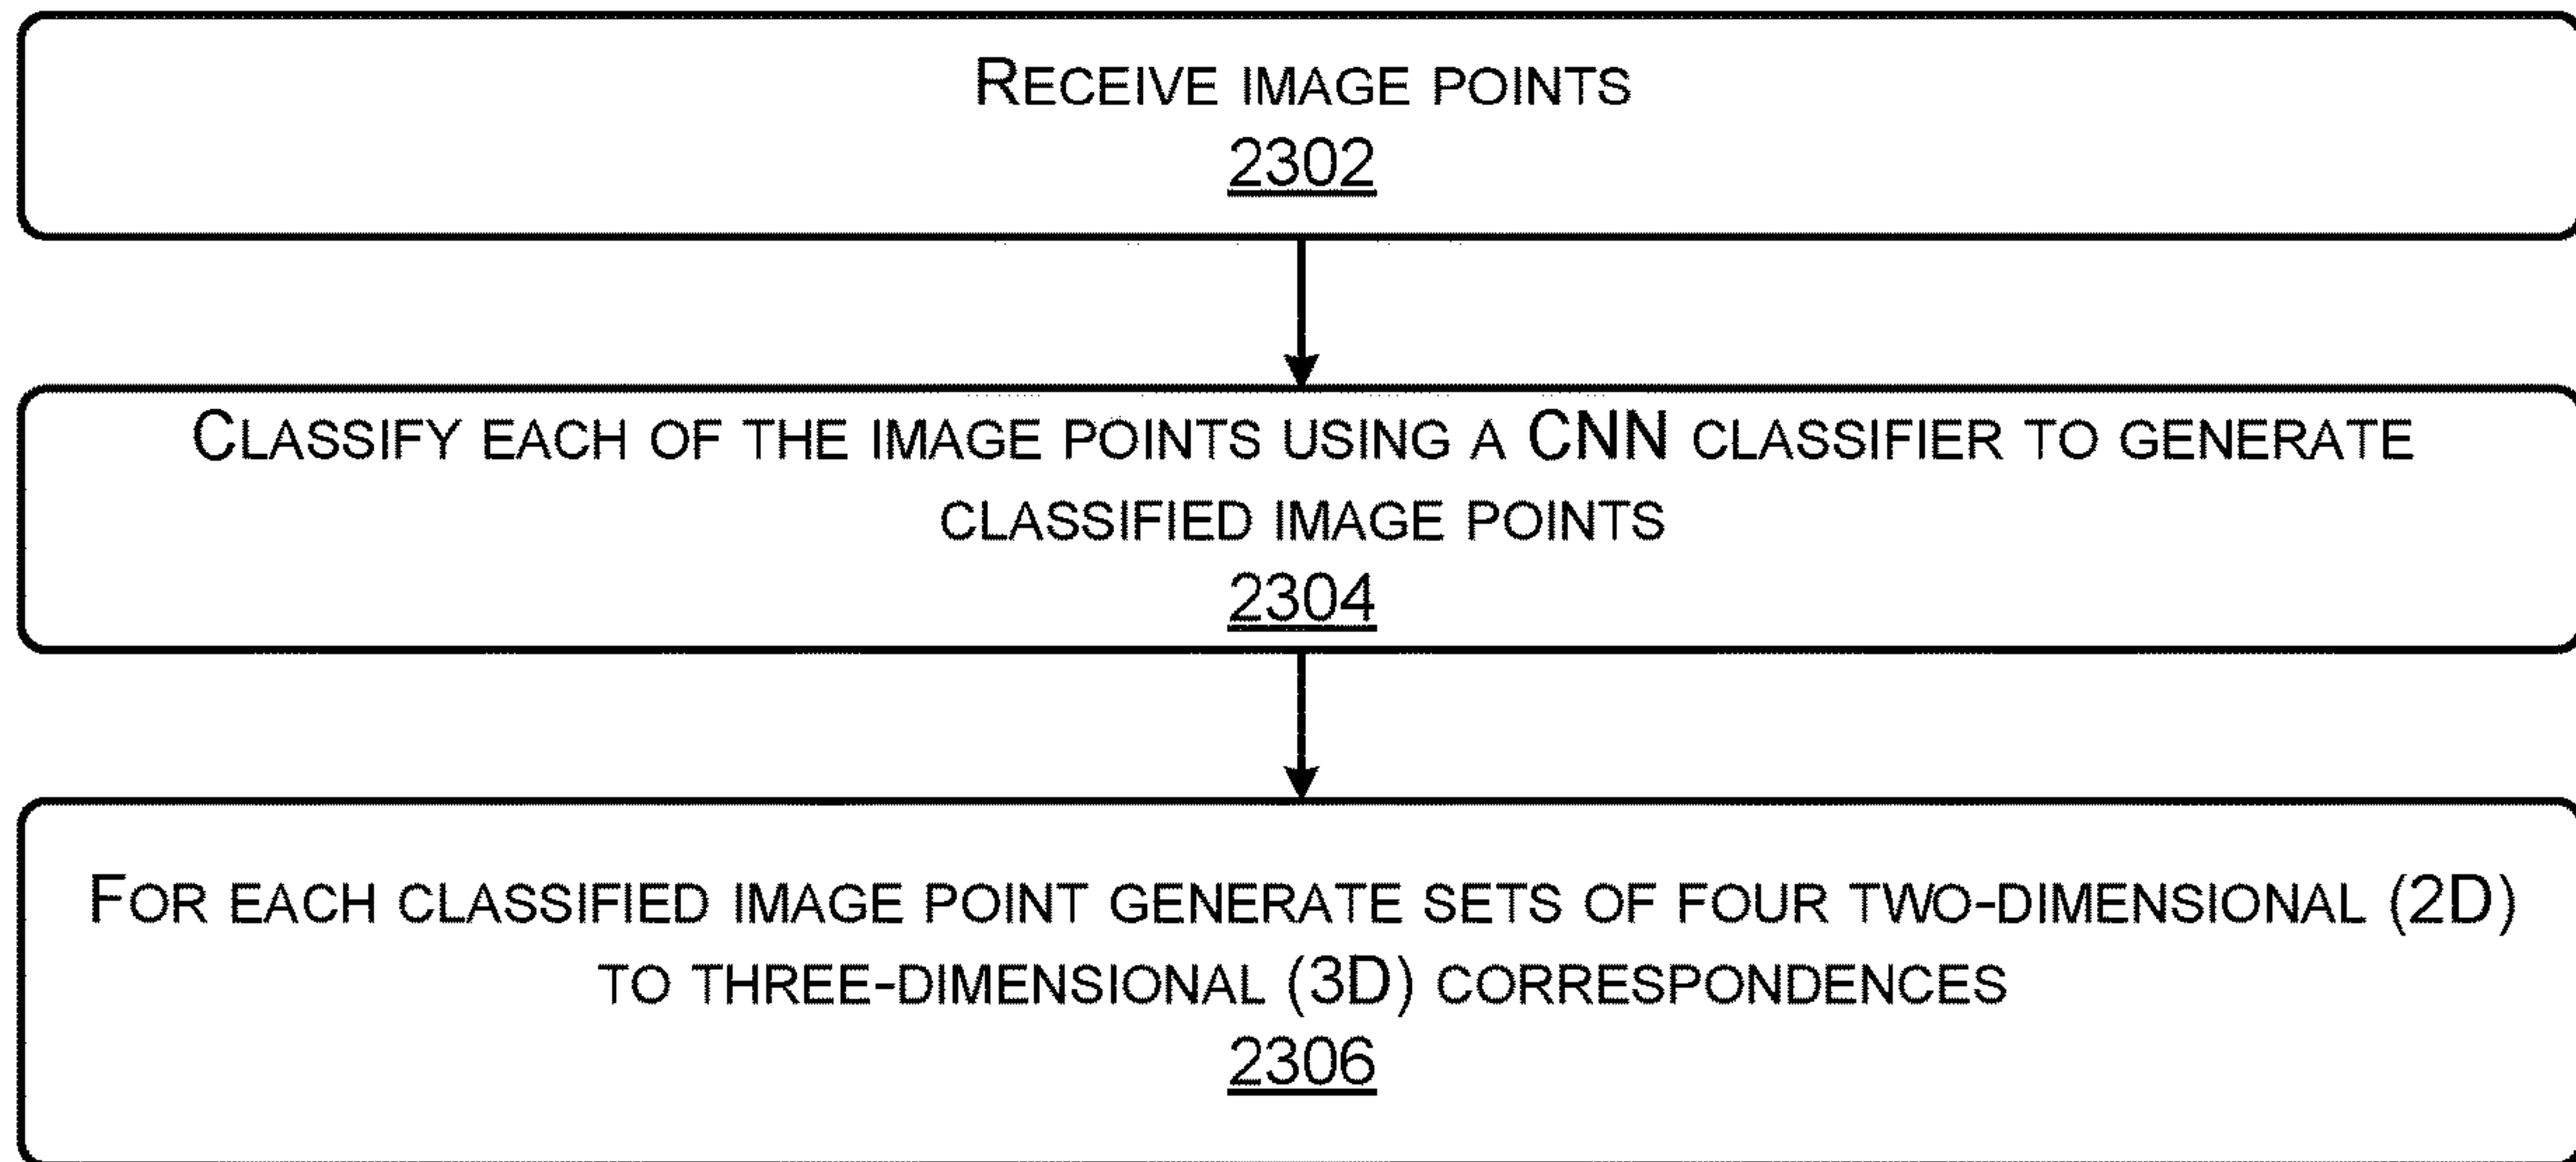 RECEIVE IMAGE POINTS
2302
CLASSIFY EACH OF THE IMAGE POINTS USING A CNN CLASSIFIER TO GENERATE
CLASSIFIED IMAGE POINTS
2304
FOR EACH CLASSIFIED IMAGE POINT GENERATE SETS OF FOUR TWO-DIMENSIONAL (2D)
TO THREE-DIMENSIONAL (3D) CORRESPONDENCES
2306